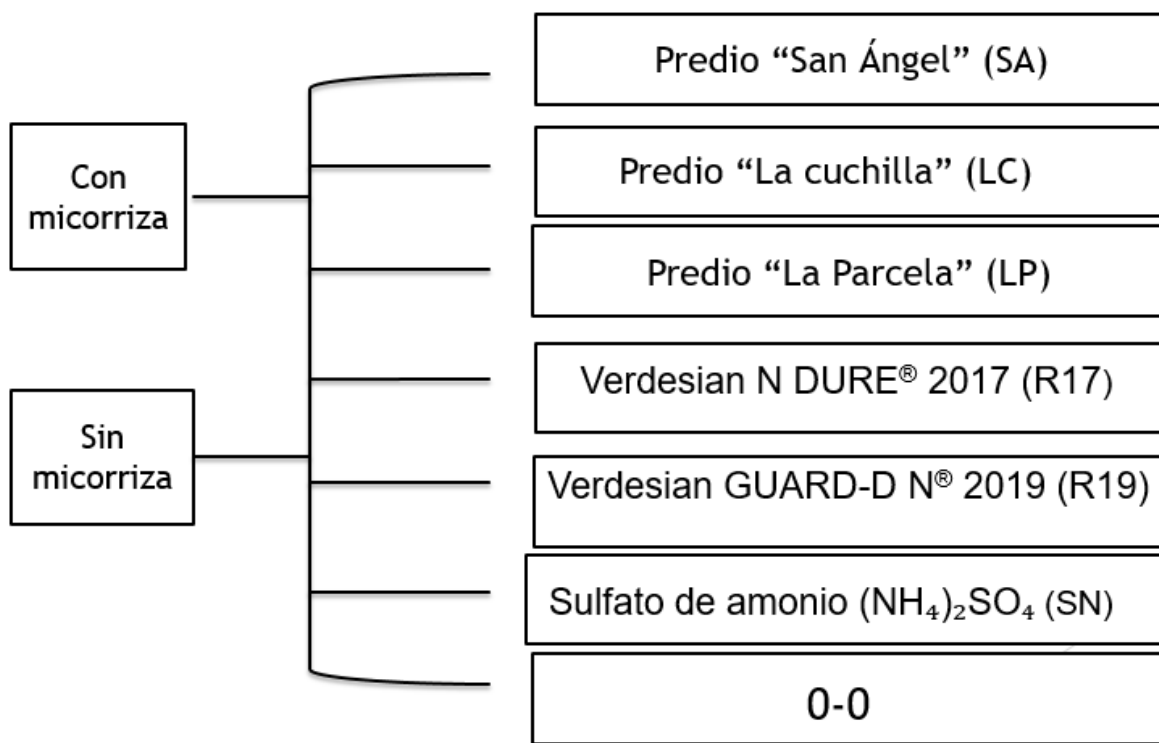 Con
micorriza
Sin
micorriza
Predio “San Ángel” (SA)
Predio “La cuchilla” (LC)
Predio “La Parcela” (LP)
Verdesian N DURE® 2017 (R17)
Verdesian GUARD-D N® 2019 (R19)
Sulfato de amonio (NH₄)₂SO₄ (SN)
0-0